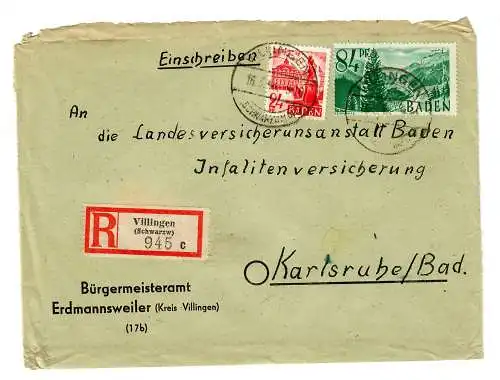 Einschreiben
84 PF
24
BADEN
BADEN
An
die Landesversicherunsanstalt Baden
Infalitenversicherung
R
Villingen
(Schwarzw)
945 c
Karlsruhe/Bad.
Bürgermeisteramt
Erdmannsweiler (Kreis Villingen)
(17b)